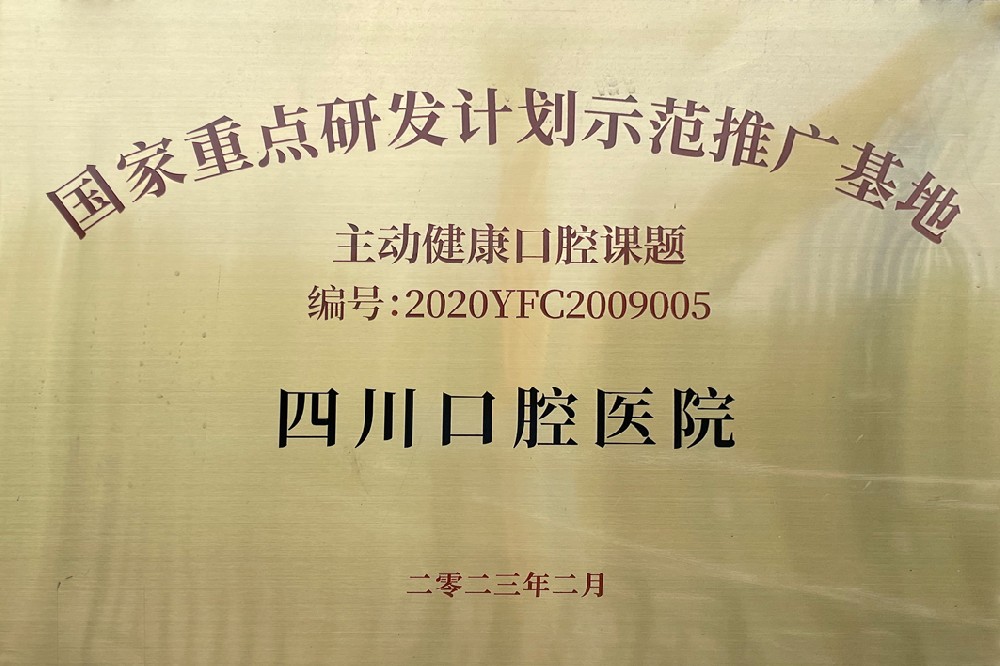 国家重点研发计划示范推广基地
主动健康口腔课题
编号:2020YFC2009005
四川口腔医院
二零二三年二月